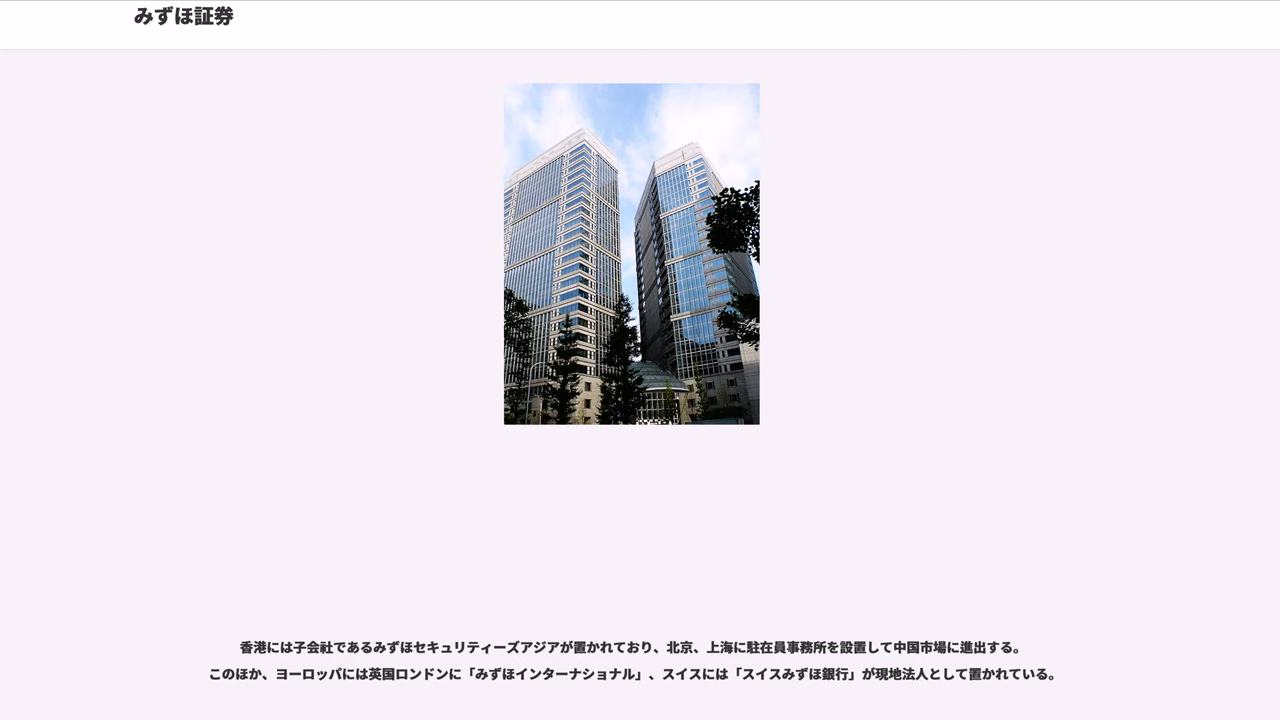 みずほ証券
香港には子会社であるみずほセキュリティーズアジアが置かれており、北京、上海に駐在員事務所を設置して中国市場に進出する。
このほか、ヨーロッパには英国ロンドンに「みずほインターナショナル」、スイスには「スイスみずほ銀行」が現地法人として置かれている。